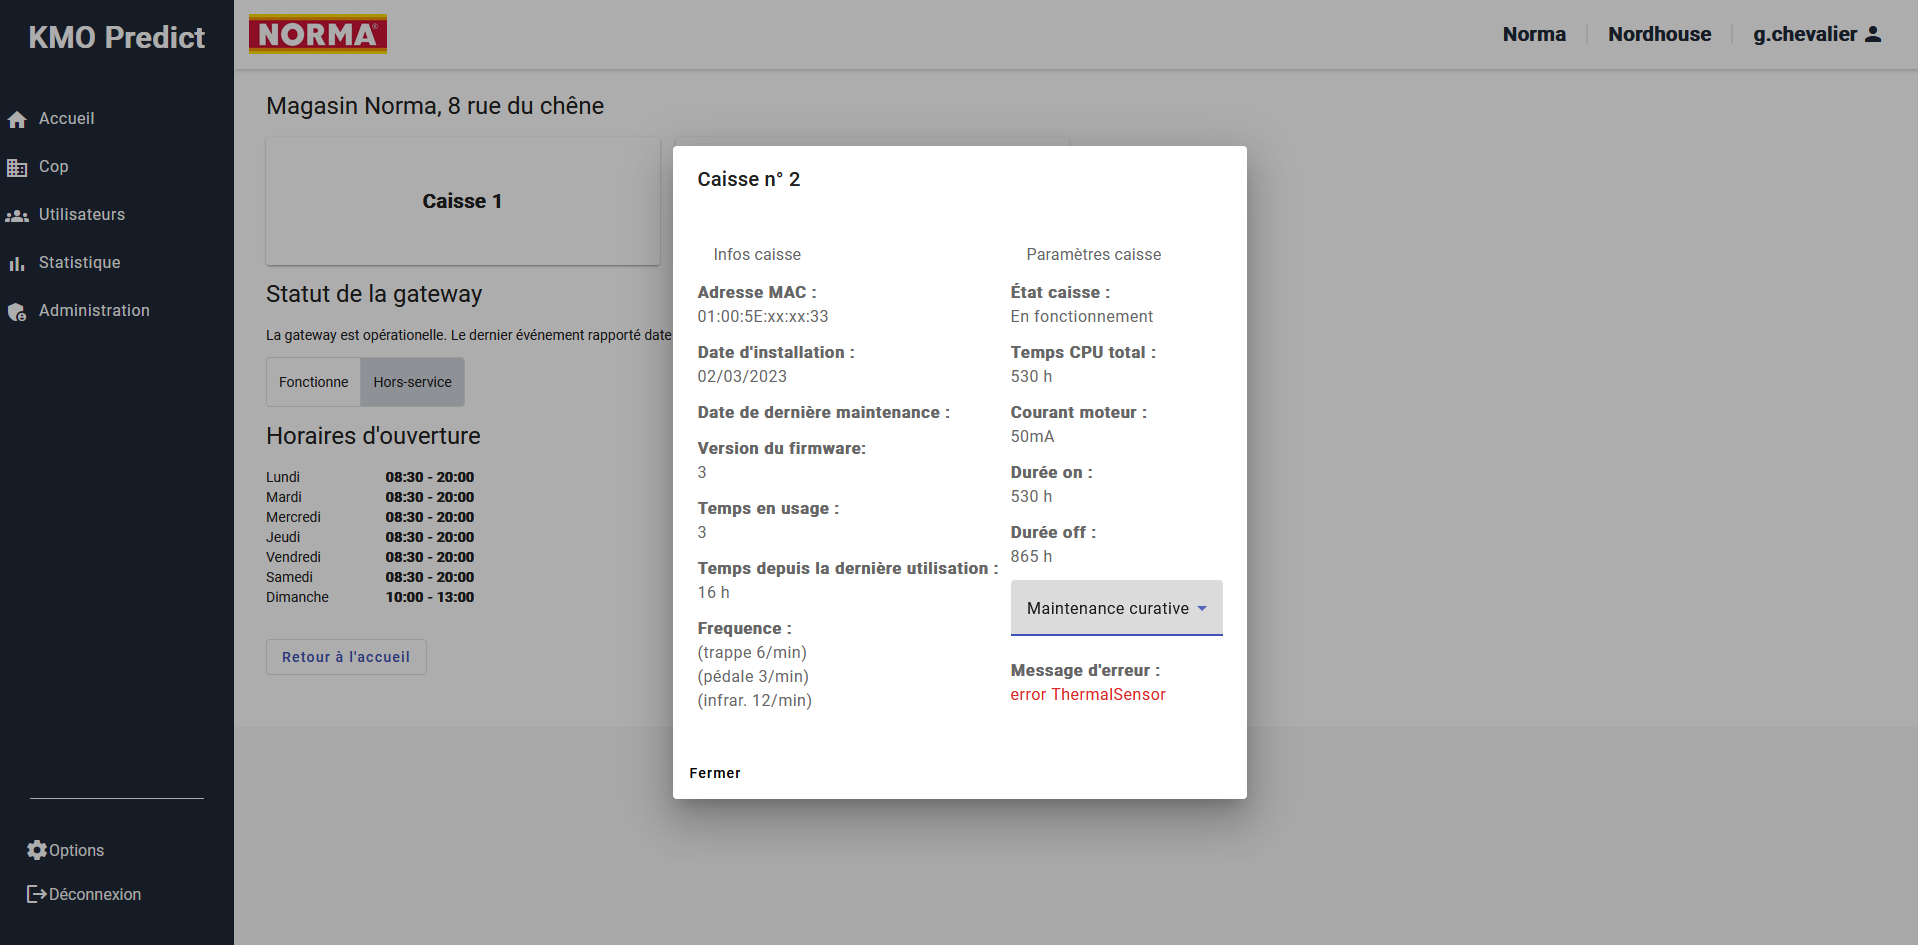 KMO Predict
NORMA®
Norma
Nordhouse
g.chevalier
Accueil
Cop
Utilisateurs
Statistique
Administration
Options
Déconnexion
Magasin Norma, 8 rue du chêne
Caisse 1
Statut de la gateway
La gateway est opérationelle. Le dernier événement rapporté date
Fonctionne
Hors-service
Horaires d'ouverture
Lundi 08:30 - 20:00
Mardi 08:30 - 20:00
Mercredi 08:30 - 20:00
Jeudi 08:30 - 20:00
Vendredi 08:30 - 20:00
Samedi 08:30 - 20:00
Dimanche 10:00 - 13:00
Retour à l'accueil
Caisse n° 2
Infos caisse
Adresse MAC :
01:00:5E:xx:xx:33
Date d'installation :
02/03/2023
Date de dernière maintenance :
Version du firmware:
3
Temps en usage :
3
Temps depuis la dernière utilisation :
16 h
Frequence :
(trappe 6/min)
(pédale 3/min)
(infrar. 12/min)
Paramètres caisse
État caisse :
En fonctionnement
Temps CPU total :
530 h
Courant moteur :
50mA
Durée on :
530 h
Durée off :
865 h
Maintenance curative
Message d'erreur :
error ThermalSensor
Fermer